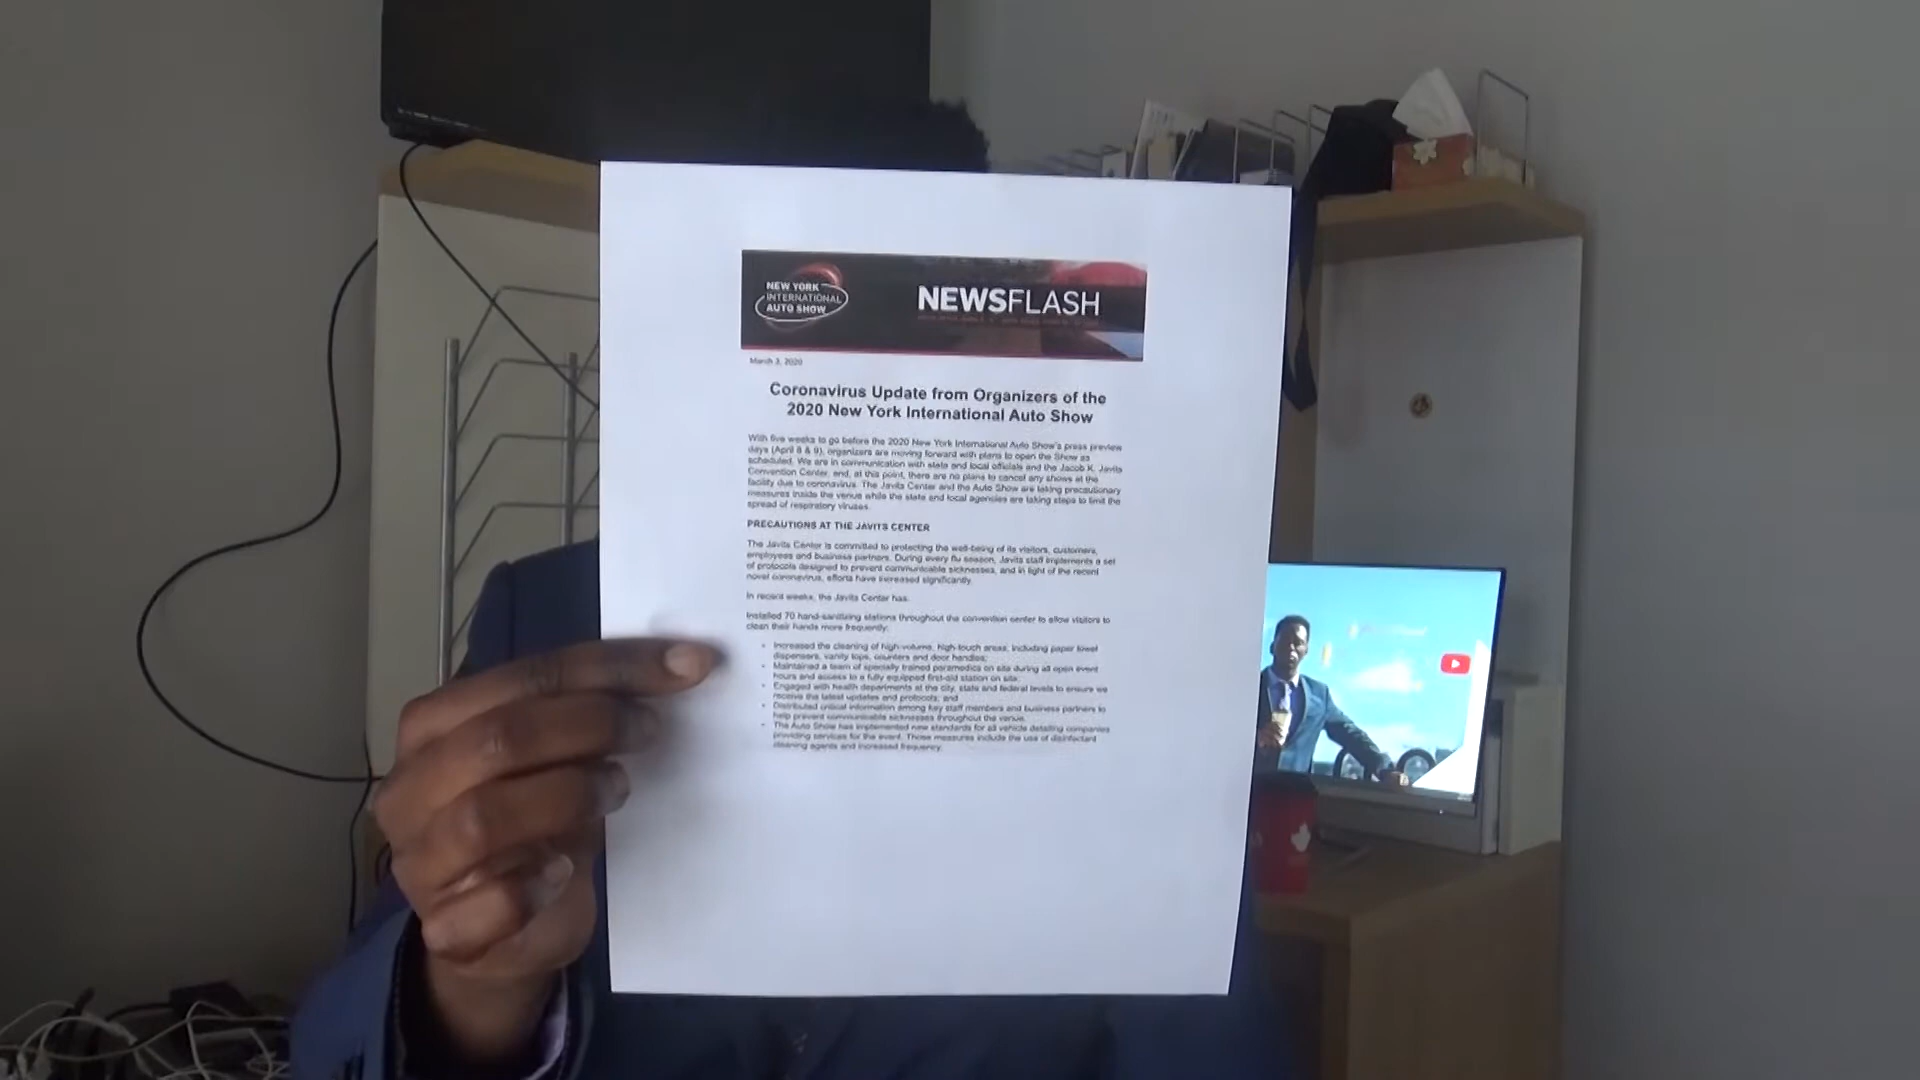 NEW YORK
INTERNATIONAL
AUTO SHOW
NEWSFLASH
March 3, 2020
Coronavirus Update from Organizers of the
2020 New York International Auto Show
With five weeks to go before the 2020 New York International Auto Show's press preview
days (April 8 & 9), organizers are moving forward with plans to open the Show as
scheduled. We are in communication with state and local officials and the Jacob K. Javits
Convention Center, and, at this point, there are no plans to cancel any shows at the
facility due to coronavirus. The Javits Center and the Auto Show are taking precautionary
measures inside the venue while the state and local agencies are taking steps to limit the
spread of respiratory viruses.
PRECAUTIONS AT THE JAVITS CENTER
The Javits Center is committed to protecting the well-being of its visitors, customers,
employees and business partners. During every flu season, Javits staff implements a set
of protocols designed to prevent communicable sicknesses, and in light of the recent
novel coronavirus, efforts have increased significantly.
In recent weeks, the Javits Center has:
Installed 70 hand-sanitizing stations throughout the convention center to allow visitors to
clean their hands more frequently;
• Increased the cleaning of high-volume, high-touch areas, including paper towel
dispensers, vanity tops, counters and door handles;
• Maintained a team of specially trained paramedics on site during all open event
hours and access to a fully equipped first-aid station on site;
• Engaged with health departments at the city, state and federal levels to ensure we
receive the latest updates and protocols; and
• Distributed critical information among key staff members and business partners to
help prevent communicable sicknesses throughout the venue.
• The Auto Show has implemented new standards for all vehicle detailing companies
providing services for the event. Those measures include the use of disinfectant
cleaning agents and increased frequency.